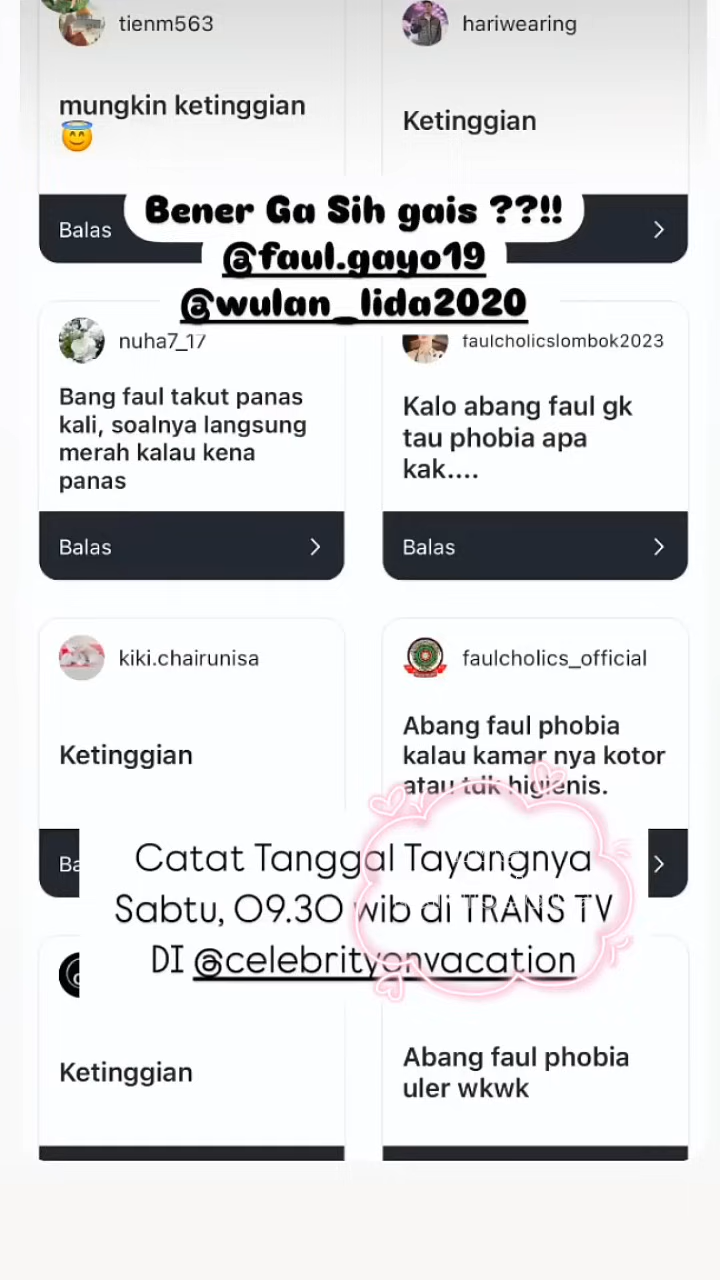 tienm563
mungkin ketinggian
😇
hariwearing
Ketinggian
Balas
Bener Ga Sih gais ??!!
@faul.gayo19
@wulan_lida2020
nuha7_17
Bang faul takut panas
kali, soalnya langsung
merah kalau kena
panas
Balas
faulcholicslombok2023
Kalo abang faul gk
tau phobia apa
kak....
Balas
kiki.chairunisa
Ketinggian
faulcholics_official
Abang faul phobia
kalau kamar nya kotor
atau tdk higienis.
Ba
Catat Tanggal Tayangnya
Sabtu, 09.30 wib di TRANS TV
DI @celebrityonvacation
Ketinggian
Abang faul phobia
uler wkwk